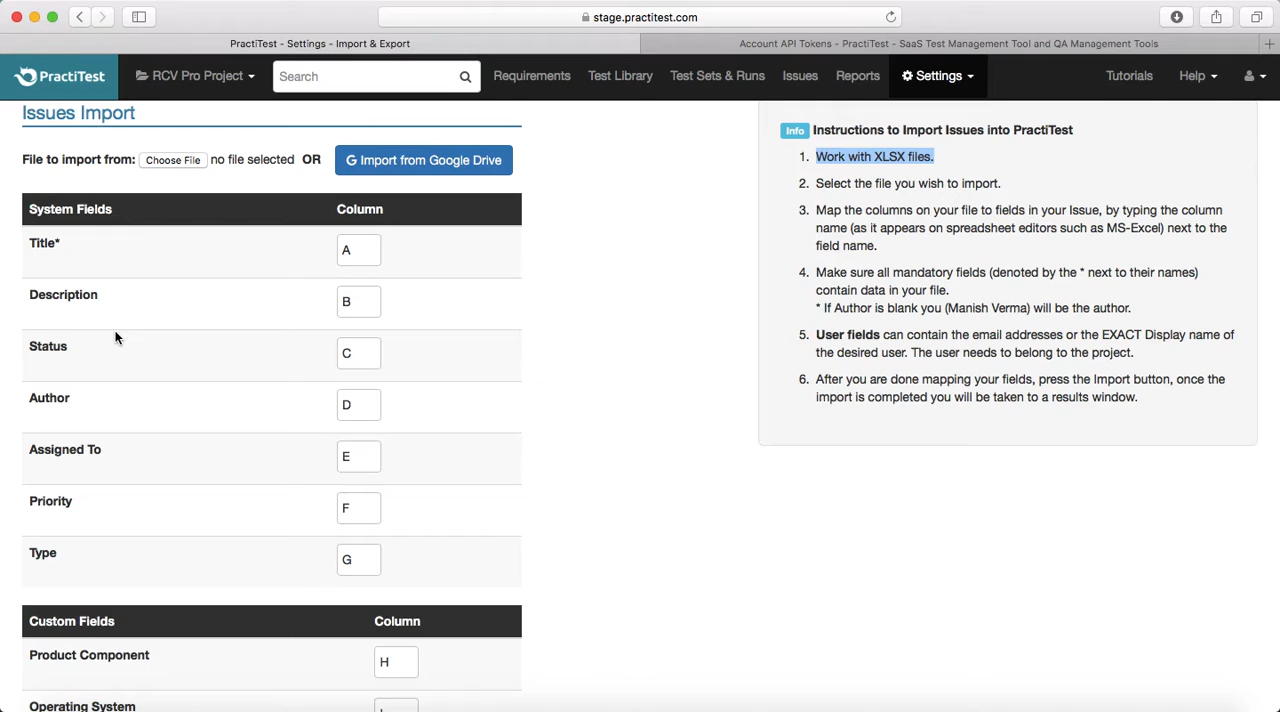 stage.practitest.com
PractiTest - Settings - Import & Export
Account API Tokens - PractiTest - SaaS Test Management Tool and QA Management Tools
PractiTest
RCV Pro Project
Search
Requirements
Test Library
Test Sets & Runs
Issues
Reports
Settings
Tutorials
Help
Issues Import
File to import from: Choose File no file selected OR G Import from Google Drive
System Fields Column
Title* A
Description B
Status C
Author D
Assigned To E
Priority F
Type G
Custom Fields Column
Product Component H
Operating System
Info Instructions to Import Issues into PractiTest
1. Work with XLSX files.
2. Select the file you wish to import.
3. Map the columns on your file to fields in your Issue, by typing the column
name (as it appears on spreadsheet editors such as MS-Excel) next to the
field name.
4. Make sure all mandatory fields (denoted by the * next to their names)
contain data in your file.
* If Author is blank you (Manish Verma) will be the author.
5. User fields can contain the email addresses or the EXACT Display name of
the desired user. The user needs to belong to the project.
6. After you are done mapping your fields, press the Import button, once the
import is completed you will be taken to a results window.